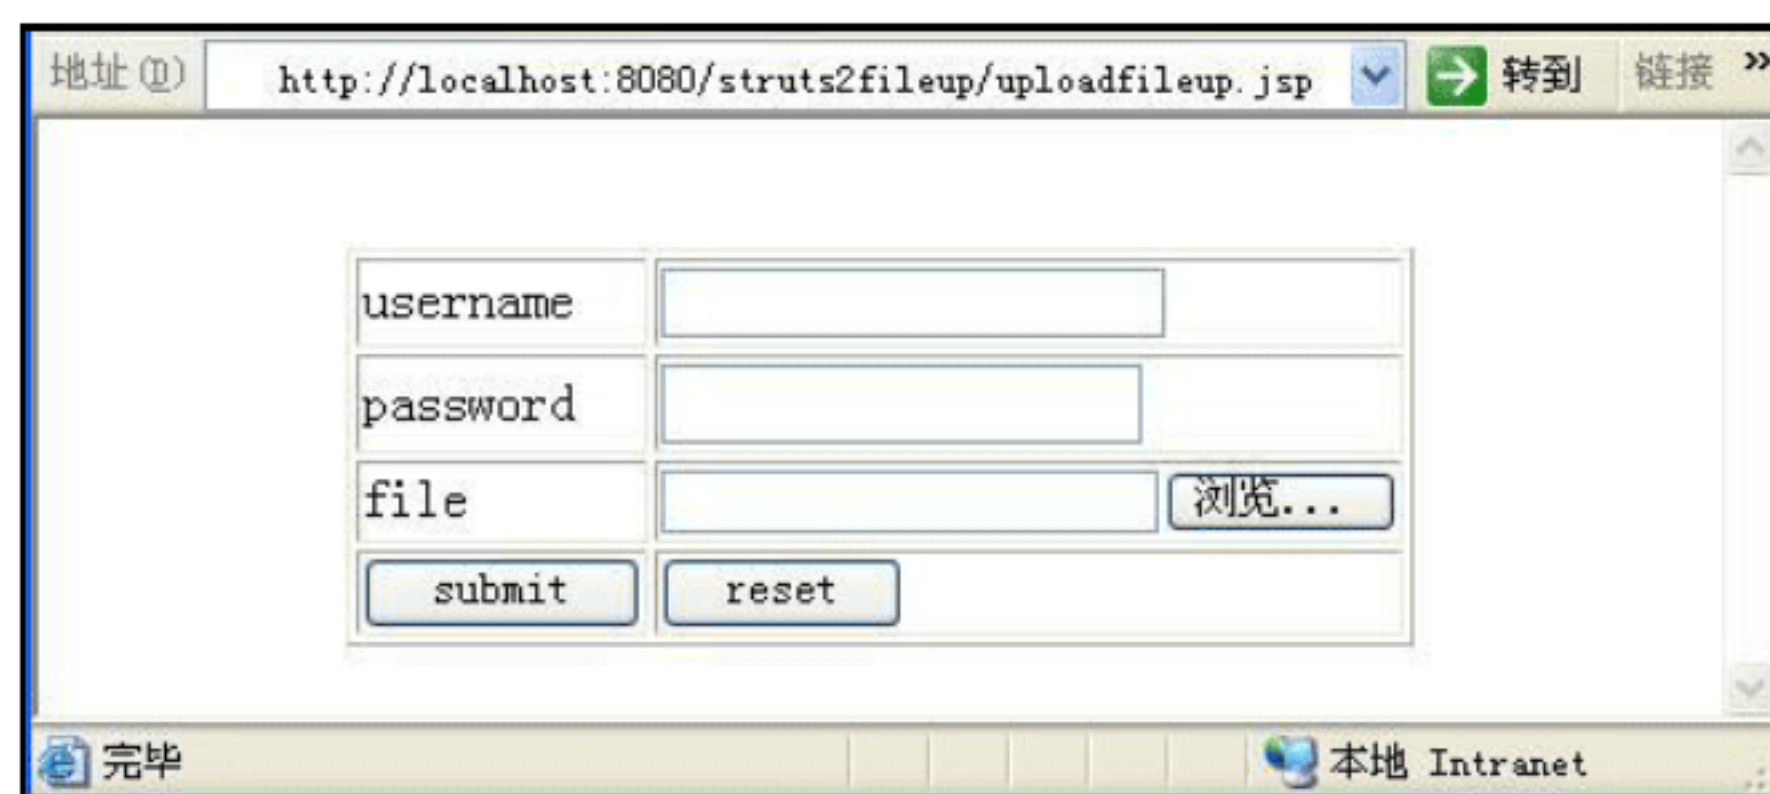 地址(D) http://localhost:8080/struts2fileup/uploadfileup.jsp 转到 链接 »
username
password
file 浏览...
submit reset
完毕 本地 Intranet